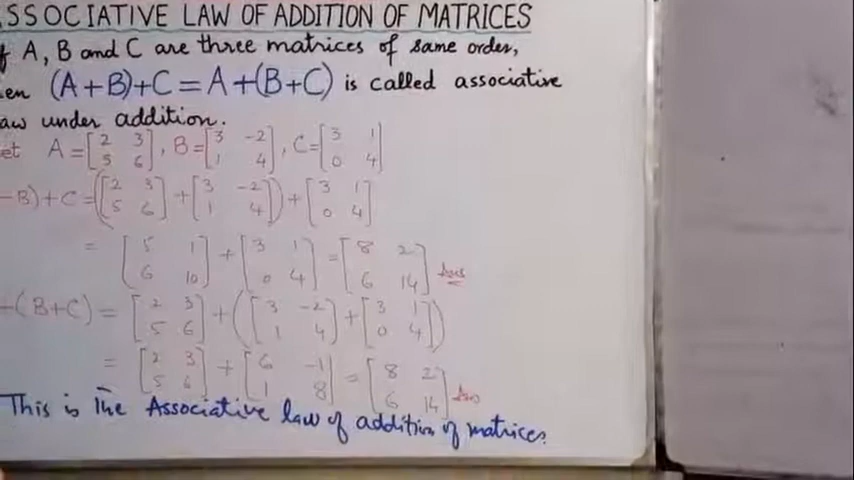 SSOCIATIVE LAW OF ADDITION OF MATRICES
f A, B and C are three matrices of same order,
en (A+B)+C = A+(B+C) is called associative
aw under addition.
et A = [2 3; 5 6], B = [3 -2; 1 4], C = [3 1; 0 4]
-B)+C = ([2 3; 5 6] + [3 -2; 1 4]) + [3 1; 0 4]
= [5 1; 6 10] + [3 1; 0 4] = [8 2; 6 14] Ans
-(B+C) = [2 3; 5 6] + ([3 -2; 1 4] + [3 1; 0 4])
= [2 3; 5 6] + [6 -1; 1 8] = [8 2; 6 14] Ans
This is the Associative law of addition of matrices.